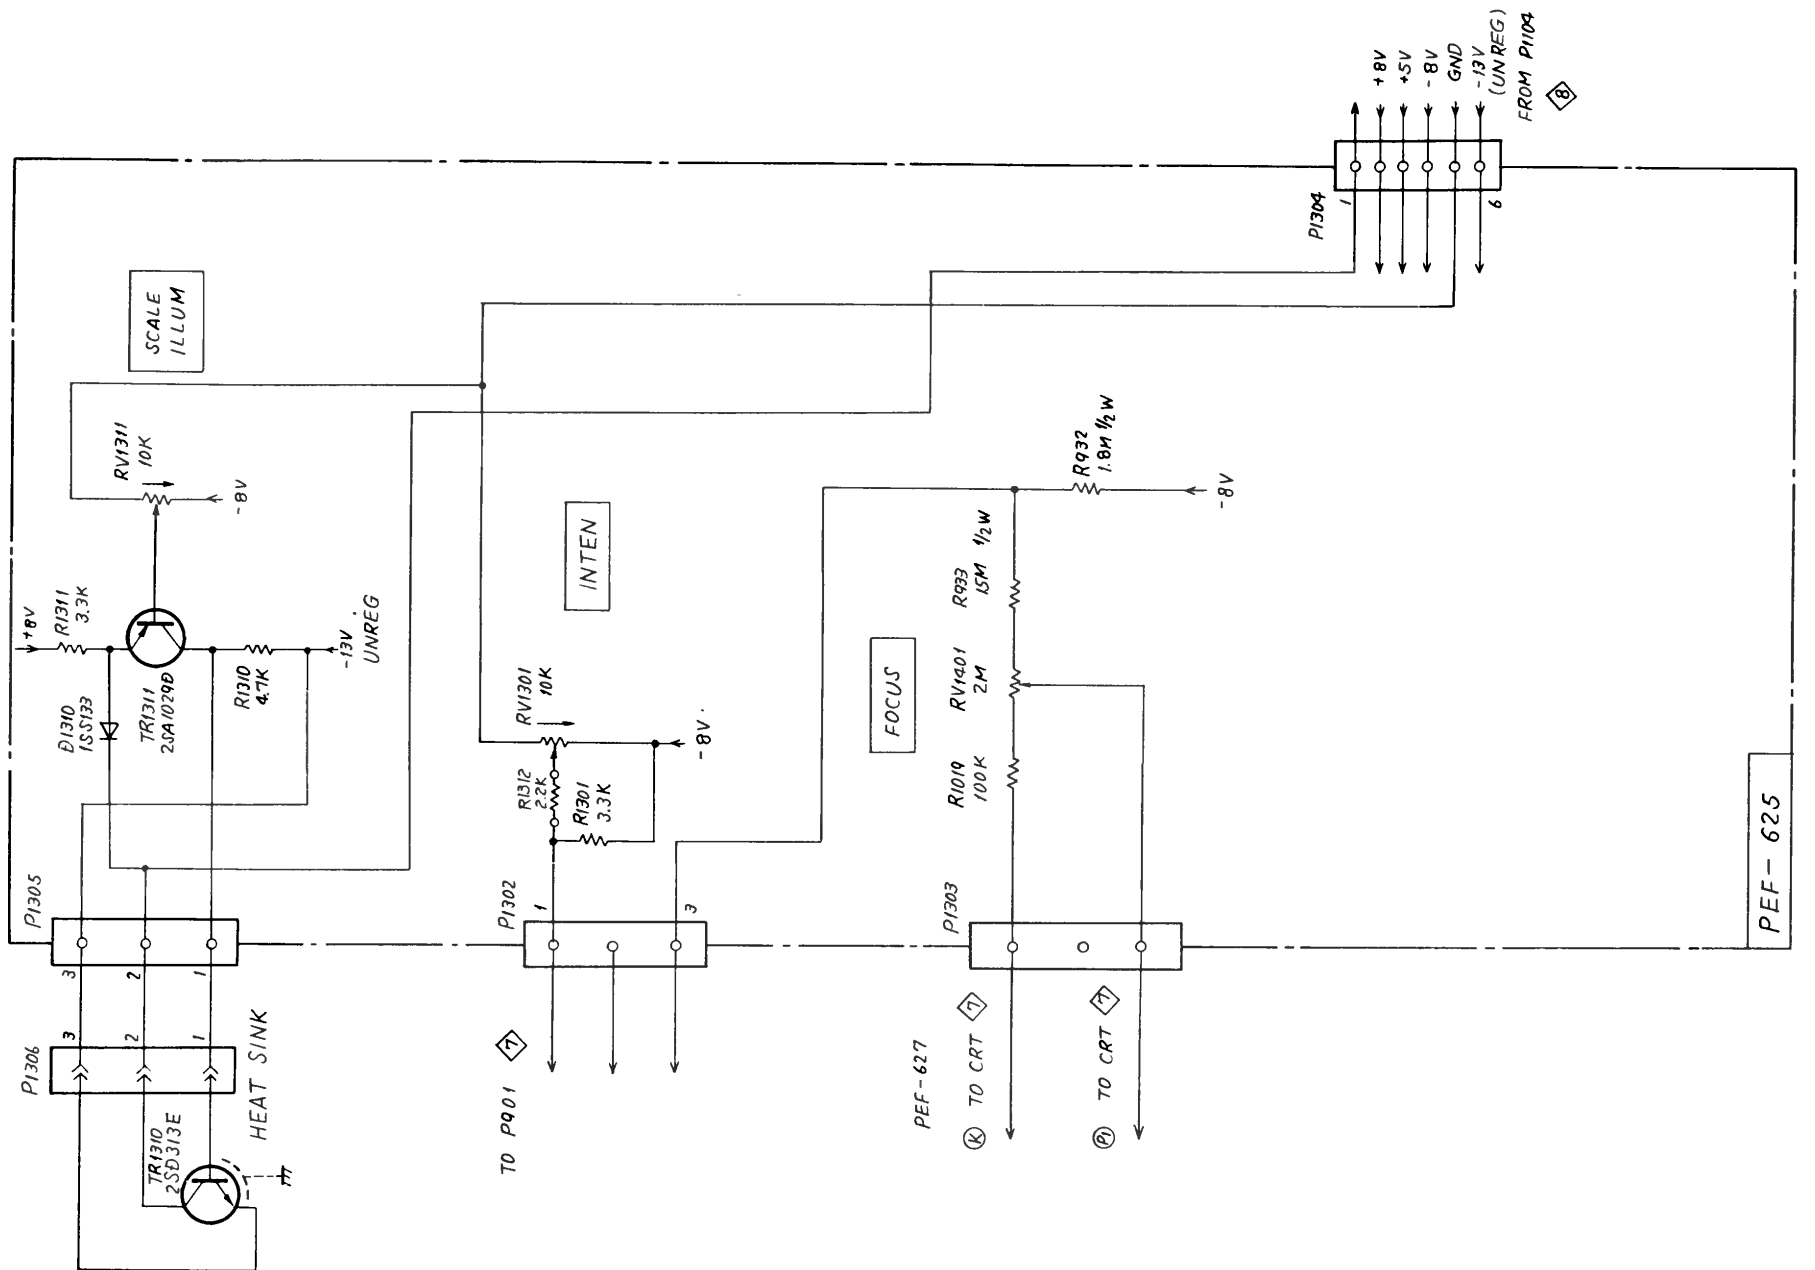 P1306
3
2
1
TR1310
2SD313E
HEAT SINK
P1305
3
2
1
D1310
1SS133
TR1311
2SA1029D
+8V
R1311
3.3K
R1310
4.7K
-13V
UNREG
RV1311
10K
-8V
SCALE
ILLUM
TO P901
7
P1302
1
3
R1312
2.2K
R1301
3.3K
RV1301
10K
-8V
INTEN
PEF-627
K TO CRT 7
P1 TO CRT 7
P1303
FOCUS
R1019
100K
RV1401
2M
R933
15M 1/2W
R932
1.8M 1/2W
-8V
P1304
1
6
+8V
+5V
-8V
GND
-13V
(UNREG)
FROM P1104
8
PEF-625